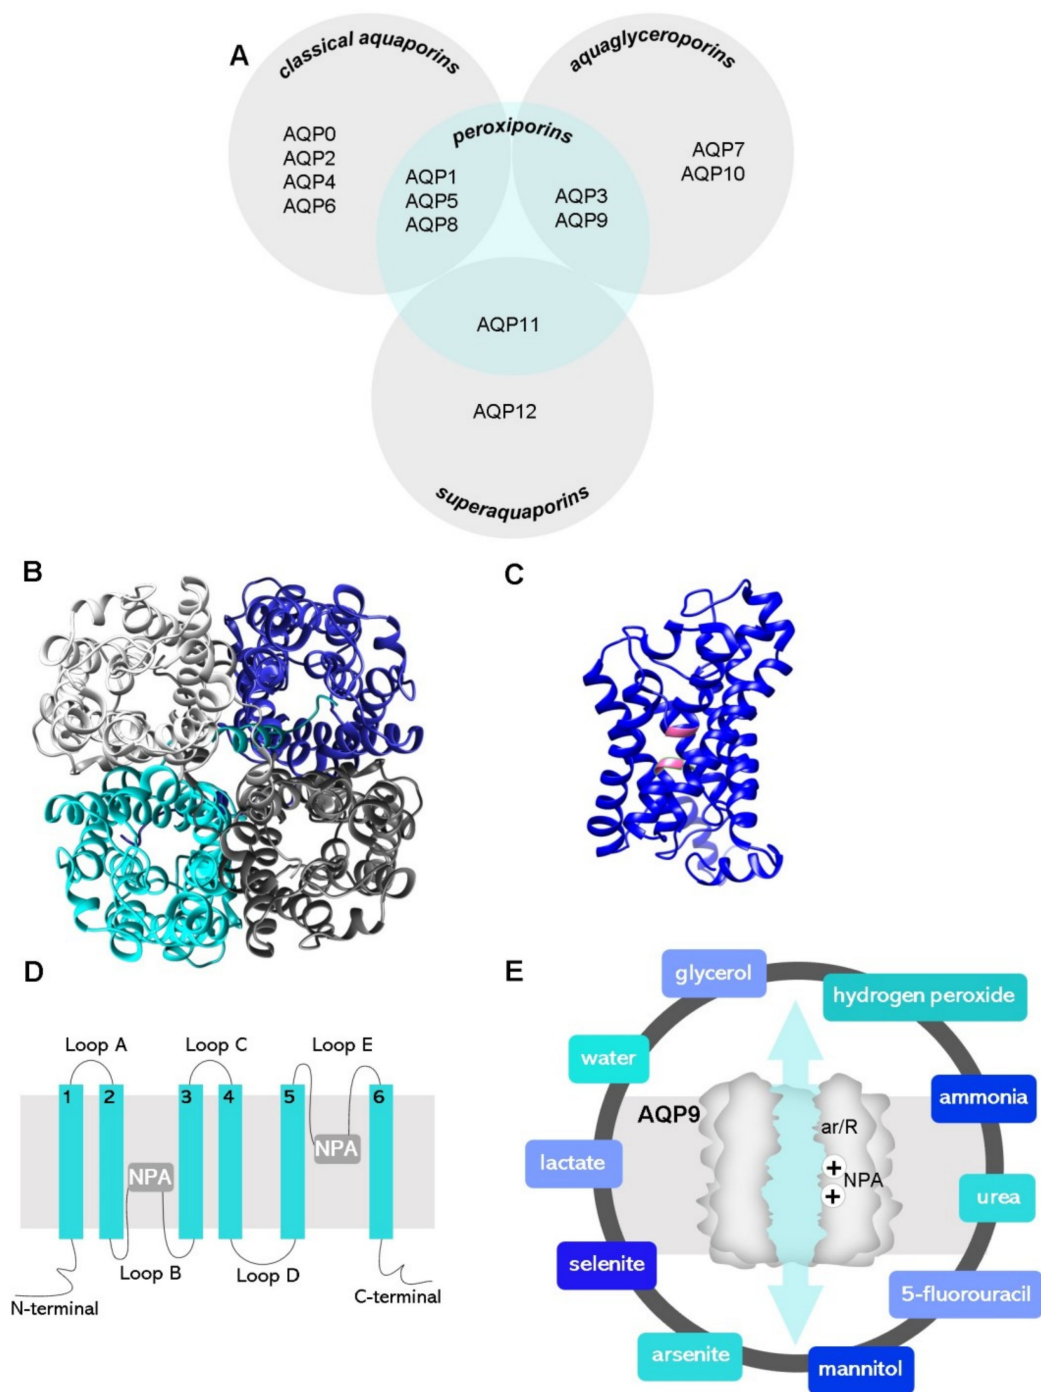 A
classical aquaporins
aquaglyceroporins
peroxiporins
AQP0
AQP2
AQP4
AQP6
AQP1
AQP5
AQP8
AQP3
AQP9
AQP7
AQP10
AQP11
AQP12
superaquaporins
B
C
D
Loop A
Loop C
Loop E
1
2
3
4
5
6
NPA
NPA
Loop B
Loop D
N-terminal
C-terminal
E
glycerol
hydrogen peroxide
water
ammonia
AQP9
ar/R
lactate
+
NPA
+
urea
selenite
5-fluorouracil
arsenite
mannitol